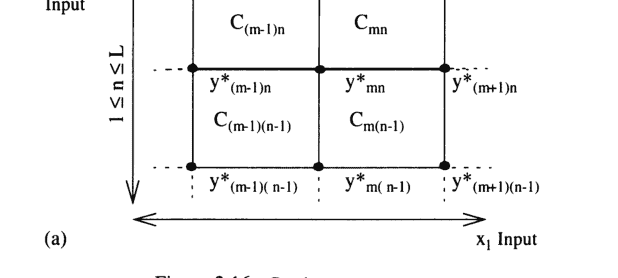 Input
C(m-1)n Cmn
1 ≤ n ≤ L
y*(m-1)n y*mn y*(m+1)n
C(m-1)(n-1) Cm(n-1)
y*(m-1)( n-1) y*m( n-1) y*(m+1)(n-1)
(a) x1 Input